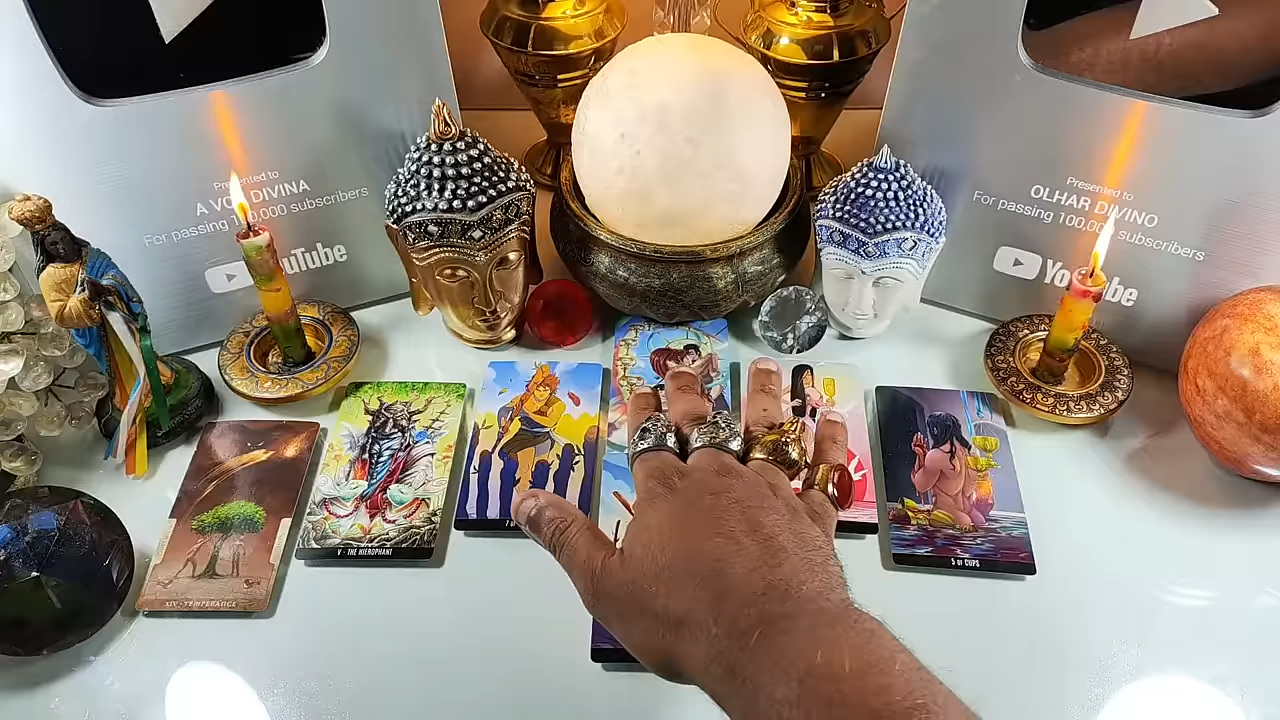 Presented to
A VOZ DIVINA
For passing 100,000 subscribers
YouTube
Presented to
OLHAR DIVINO
For passing 100,000 subscribers
YouTube
XIV - TEMPERANCE
V - THE HIEROPHANT
5 OF CUPS